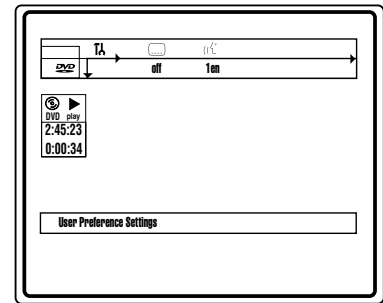 DVD
off 1en
DVD play
2:45:23
0:00:34
User Preference Settings